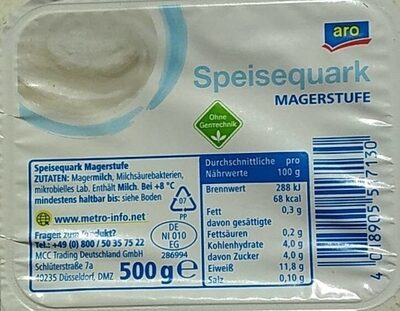 aro
Speisequark
MAGERSTUFE
Ohne
Gentechnik
Speisequark Magerstufe
ZUTATEN: Magermilch, Milchsäurebakterien,
mikrobielles Lab. Enthält Milch. Bei +8 °C
mindestens haltbar bis: siehe Boden
www.metro-info.net
Fragen zum Produkt?
Tel.: +49 (0) 800 / 50 35 75 22
MCC Trading Deutschland GmbH
Schlüterstraße 7a
40235 Düsseldorf, DMZ
07
PP
DE
NI 010
EG
286994
500 g e
Durchschnittliche pro
Nährwerte 100 g
Brennwert 288 kJ
68 kcal
Fett 0,3 g
davon gesättigte
Fettsäuren 0,2 g
Kohlenhydrate 4,0 g
davon Zucker 4,0 g
Eiweiß 11,8 g
Salz 0,10 g